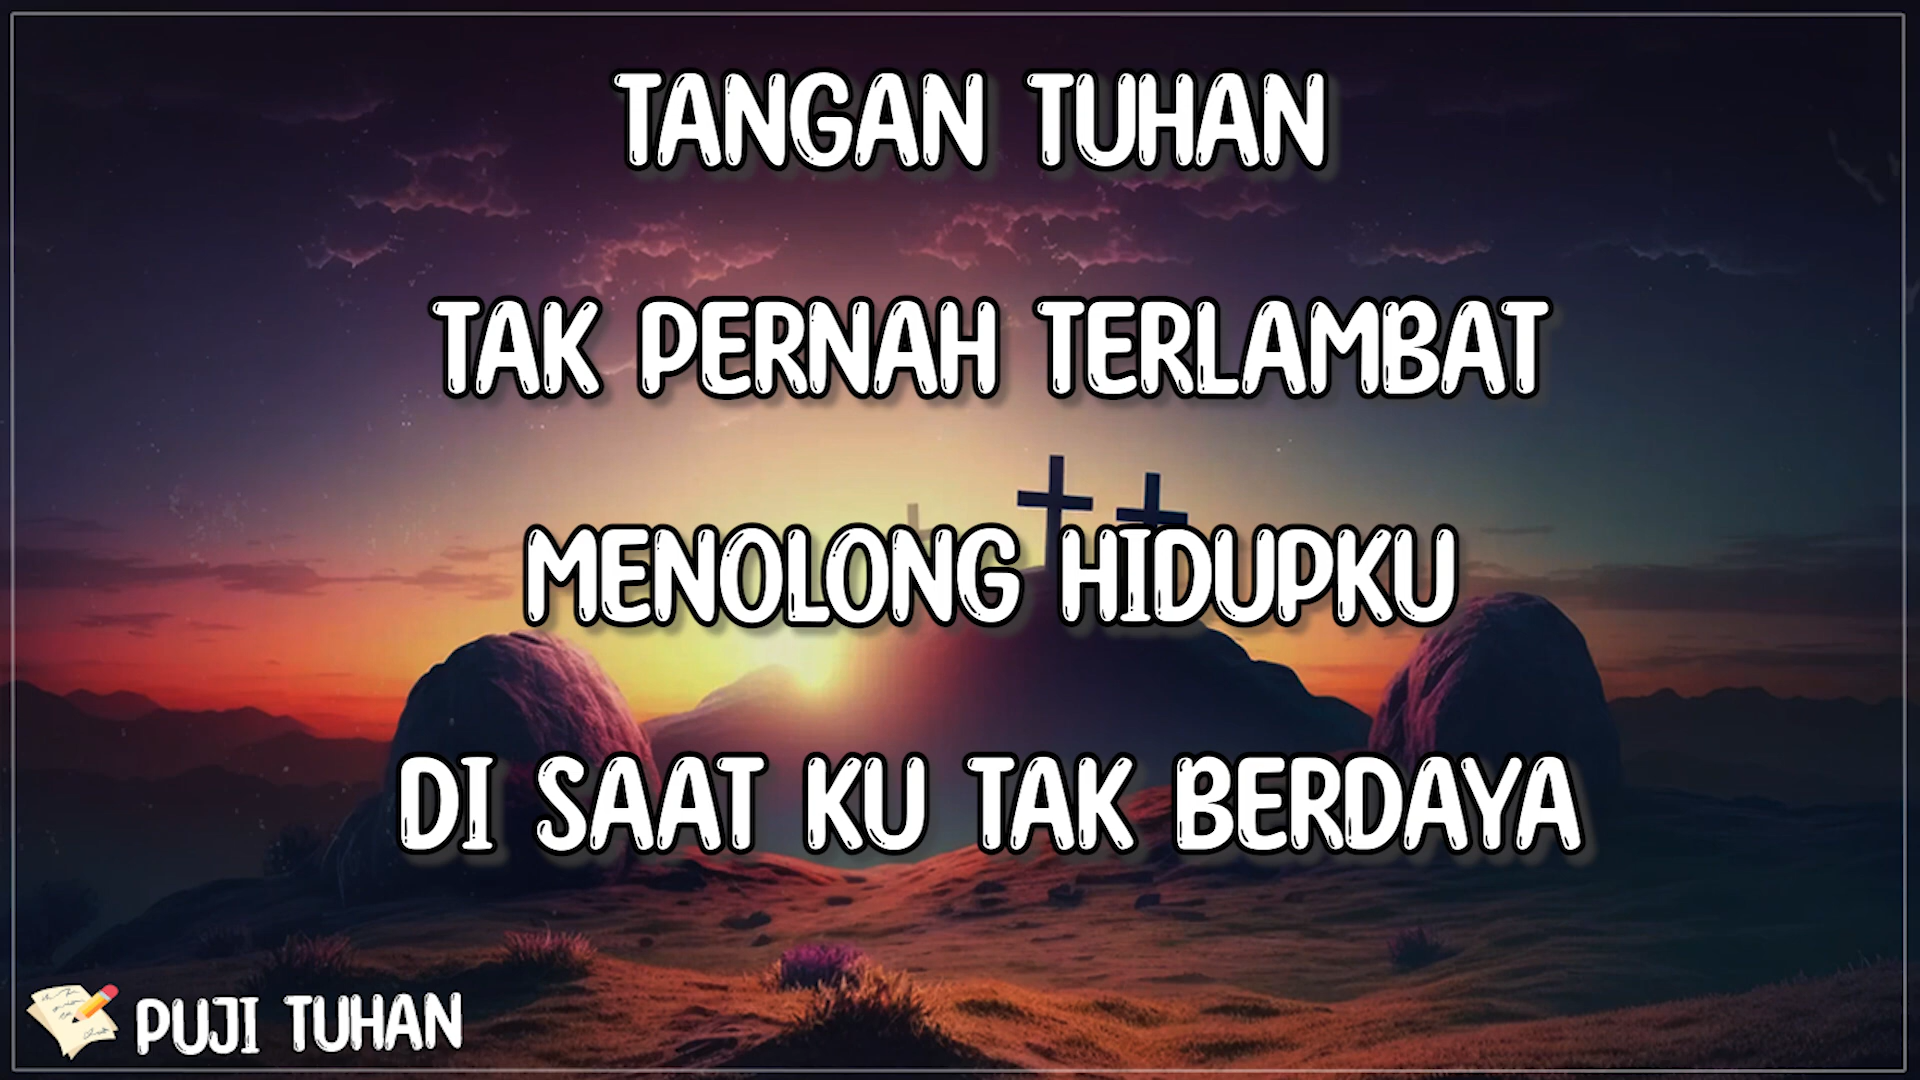 TANGAN TUHAN
TAK PERNAH TERLAMBAT
MENOLONG HIDUPKU
DI SAAT KU TAK BERDAYA
PUJI TUHAN